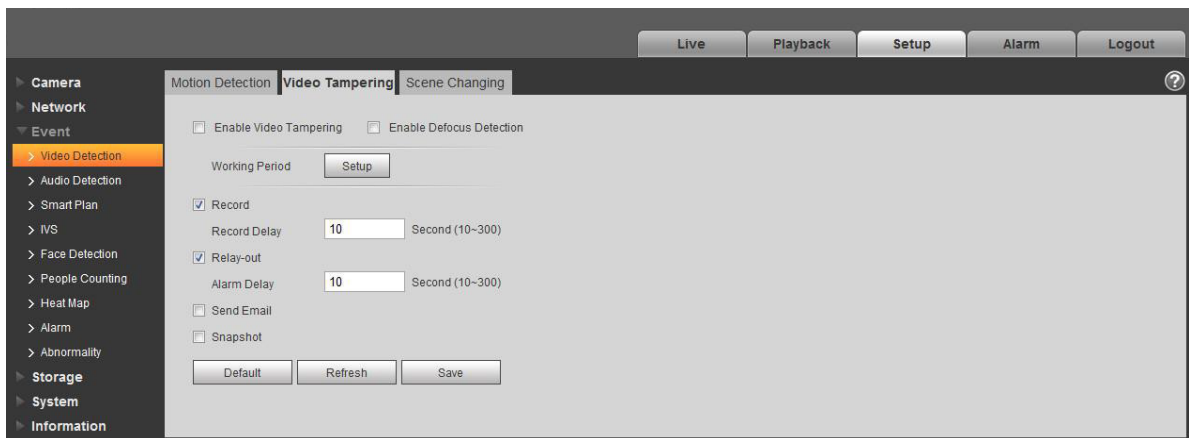 Live Playback Setup Alarm Logout
Camera
Network
Event
Video Detection
Audio Detection
Smart Plan
IVS
Face Detection
People Counting
Heat Map
Alarm
Abnormality
Storage
System
Information
Motion Detection Video Tampering Scene Changing ?
Enable Video Tampering Enable Defocus Detection
Working Period Setup
Record
Record Delay 10 Second (10~300)
Relay-out
Alarm Delay 10 Second (10~300)
Send Email
Snapshot
Default Refresh Save